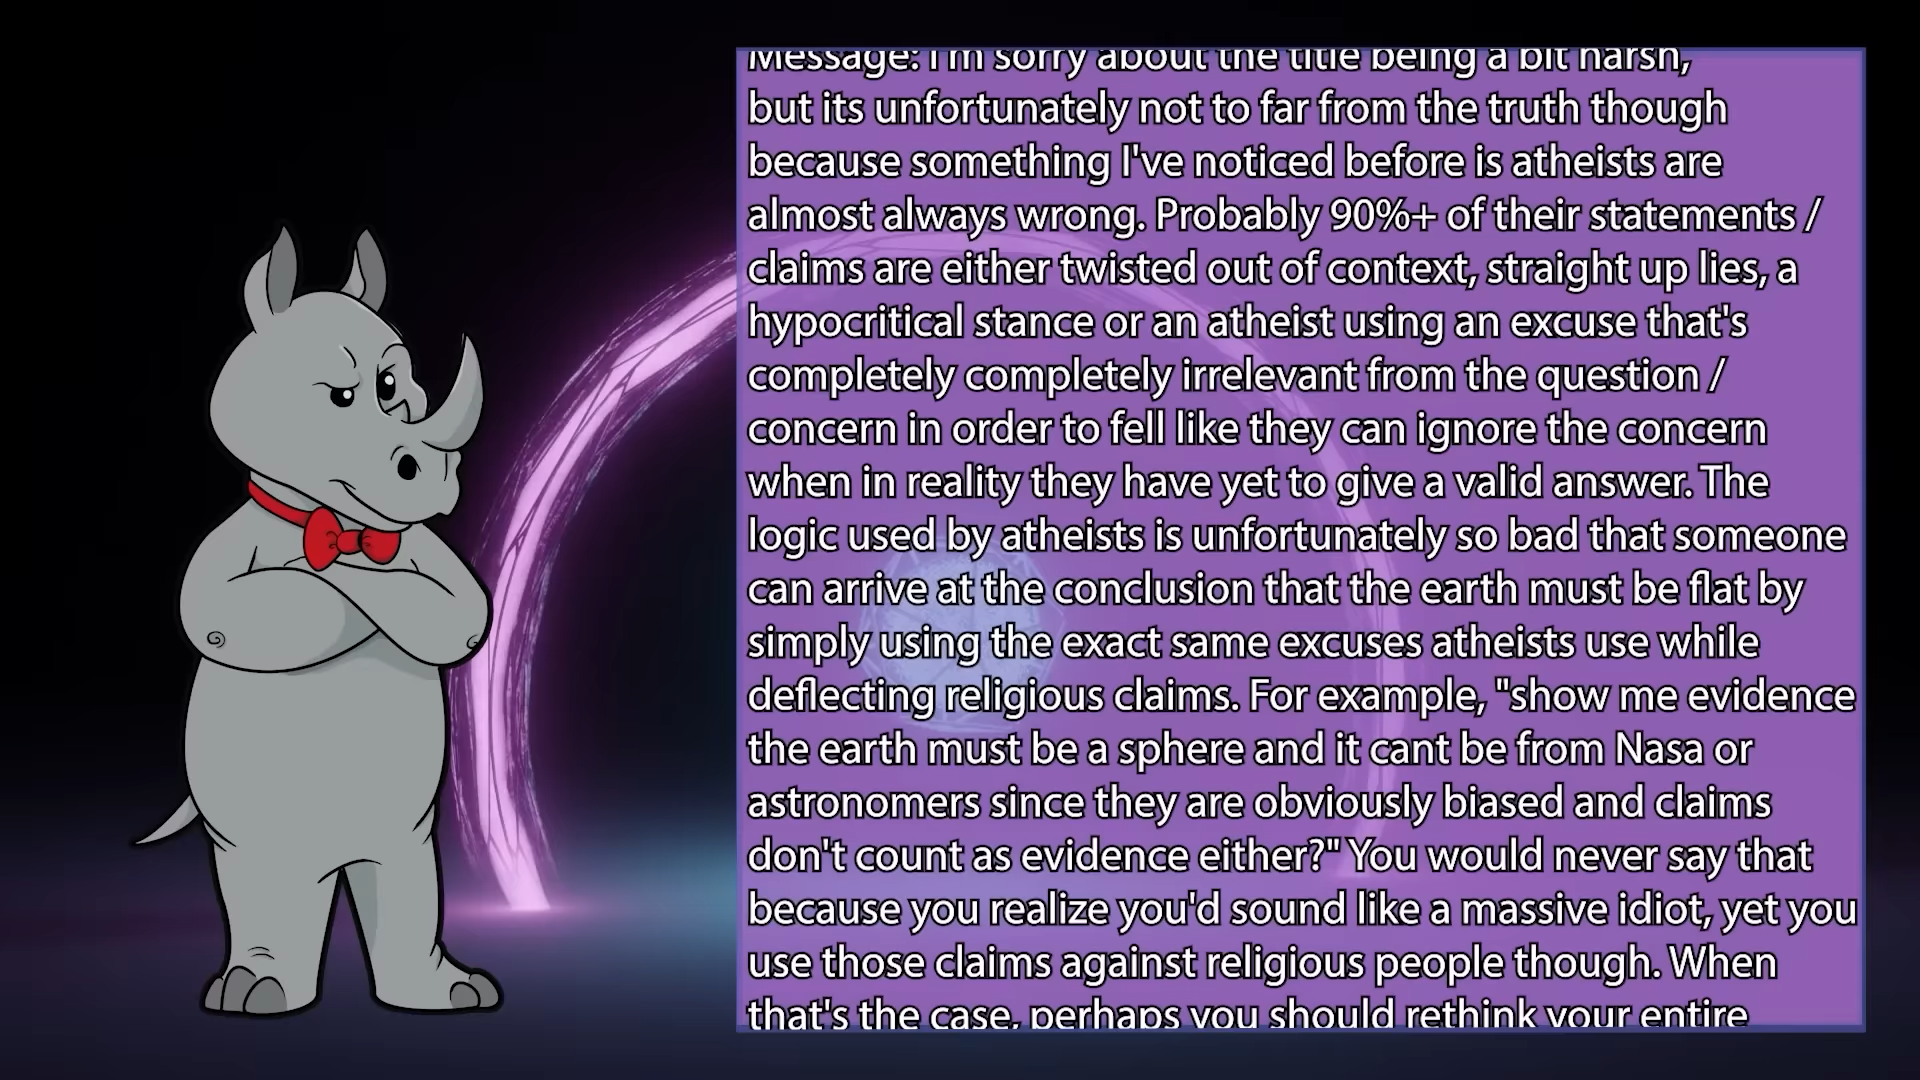 Message: I'm sorry about the title being a bit harsh,
but its unfortunately not to far from the truth though
because something I've noticed before is atheists are
almost always wrong. Probably 90%+ of their statements /
claims are either twisted out of context, straight up lies, a
hypocritical stance or an atheist using an excuse that's
completely completely irrelevant from the question /
concern in order to fell like they can ignore the concern
when in reality they have yet to give a valid answer. The
logic used by atheists is unfortunately so bad that someone
can arrive at the conclusion that the earth must be flat by
simply using the exact same excuses atheists use while
deflecting religious claims. For example, "show me evidence
the earth must be a sphere and it cant be from Nasa or
astronomers since they are obviously biased and claims
don't count as evidence either?" You would never say that
because you realize you'd sound like a massive idiot, yet you
use those claims against religious people though. When
that's the case, perhaps you should rethink your entire